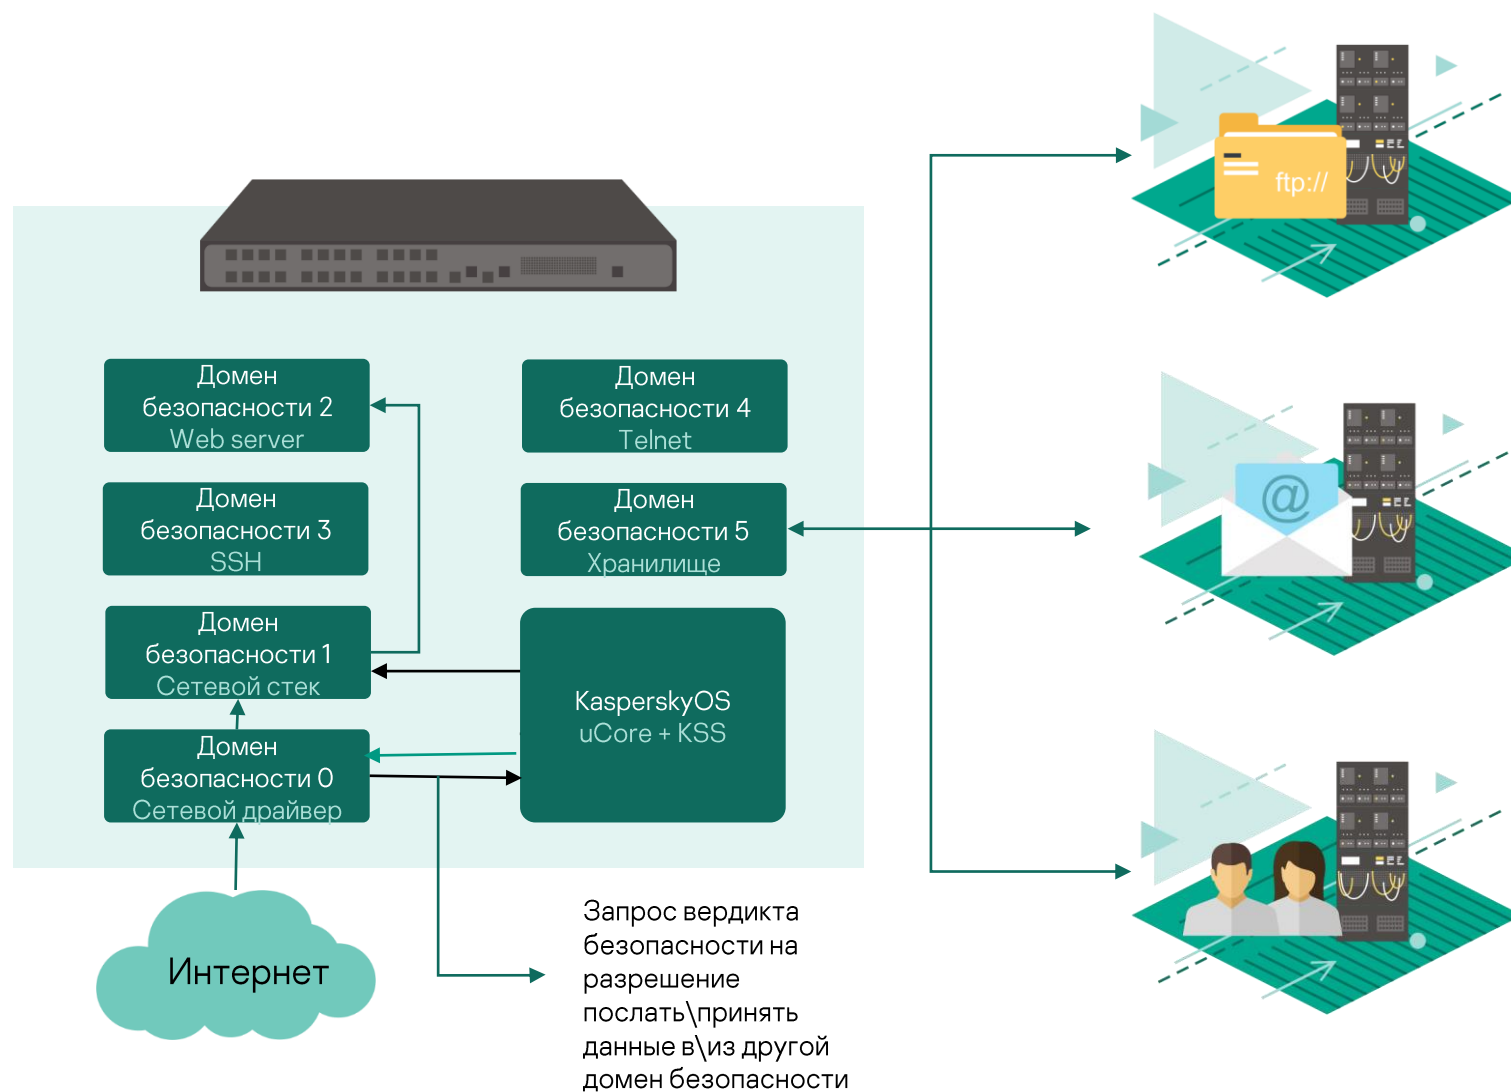 ftp://
Домен
безопасности 2
Web server
Домен
безопасности 4
Telnet
Домен
безопасности 3
SSH
Домен
безопасности 5
Хранилище
@
Домен
безопасности 1
Сетевой стек
KasperskyOS
uCore + KSS
Домен
безопасности 0
Сетевой драйвер
Интернет
Запрос вердикта
безопасности на
разрешение
послать\принять
данные в\из другой
домен безопасности